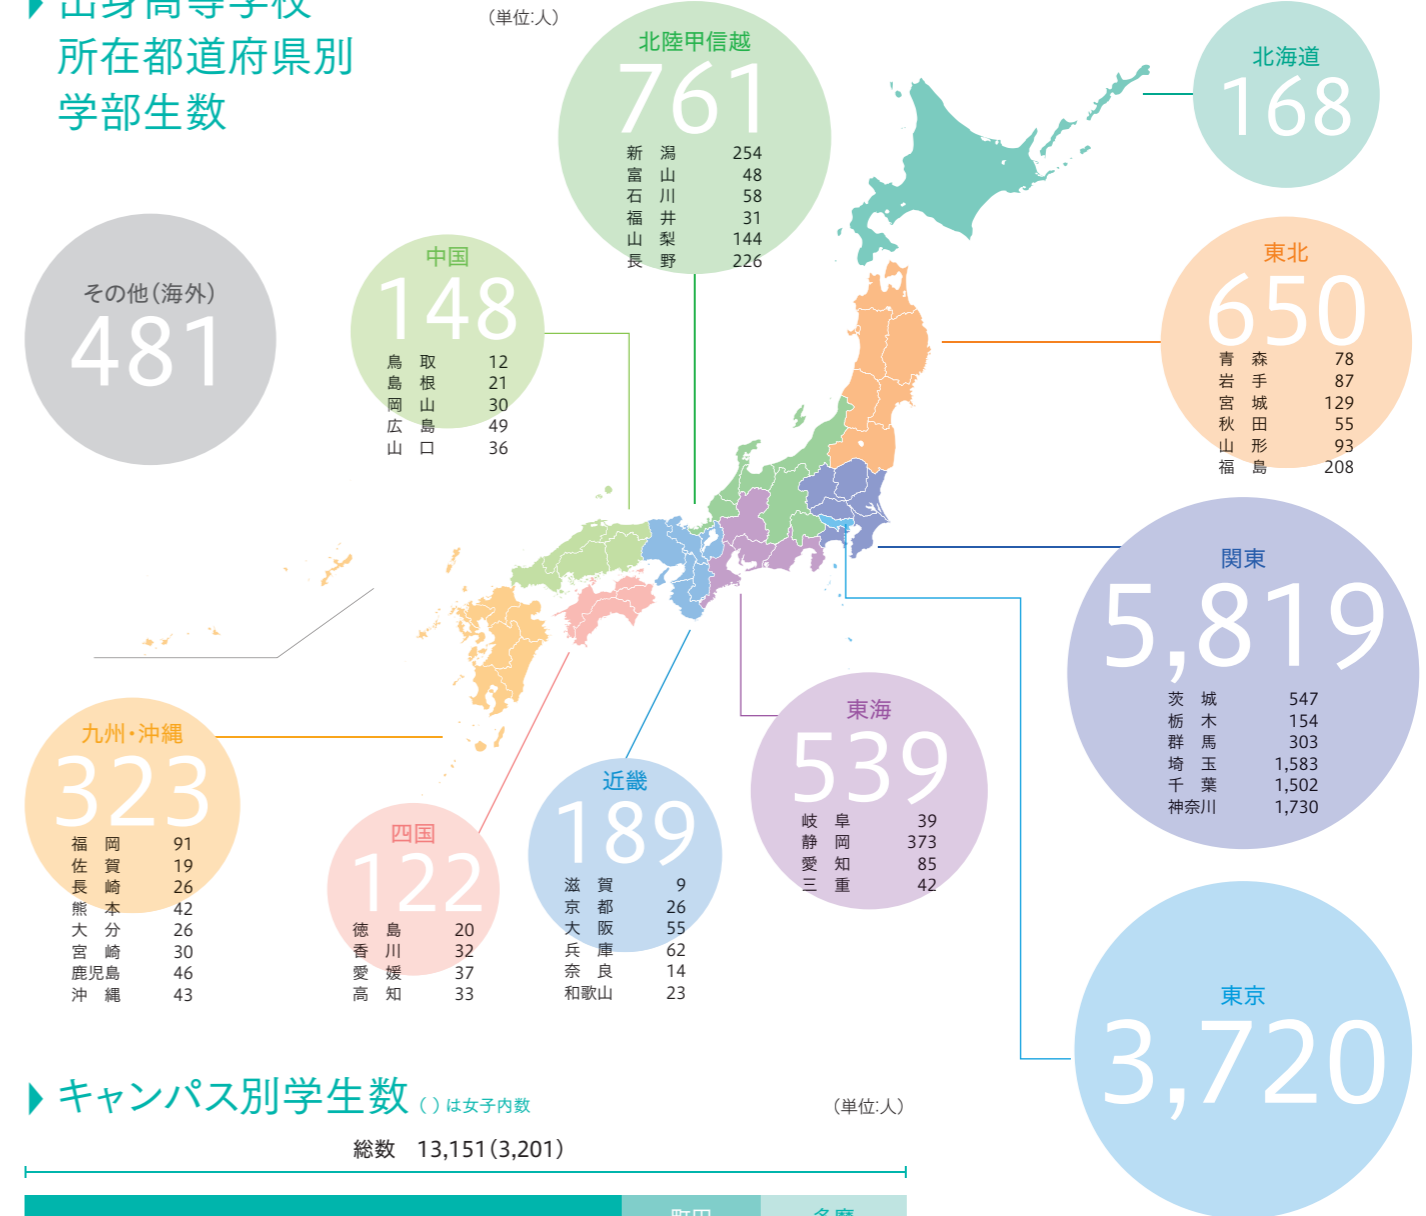 出身高等学校
所在都道府県別
学部生数
（単位:人）
北陸甲信越
761
新潟 254
富山 48
石川 58
福井 31
山梨 144
長野 226
北海道
168
その他（海外）
481
中国
148
鳥取 12
島根 21
岡山 30
広島 49
山口 36
東北
650
青森 78
岩手 87
宮城 129
秋田 55
山形 93
福島 208
関東
5,819
茨城 547
栃木 154
群馬 303
埼玉 1,583
千葉 1,502
神奈川 1,730
九州・沖縄
323
福岡 91
佐賀 19
長崎 26
熊本 42
大分 26
宮崎 30
鹿児島 46
沖縄 43
四国
122
徳島 20
香川 32
愛媛 37
高知 33
近畿
189
滋賀 9
京都 26
大阪 55
兵庫 62
奈良 14
和歌山 23
東海
539
岐阜 39
静岡 373
愛知 85
三重 42
東京
3,720
キャンパス別学生数 ( ) は女子内数
（単位:人）
総数 13,151（3,201）
町田 多摩